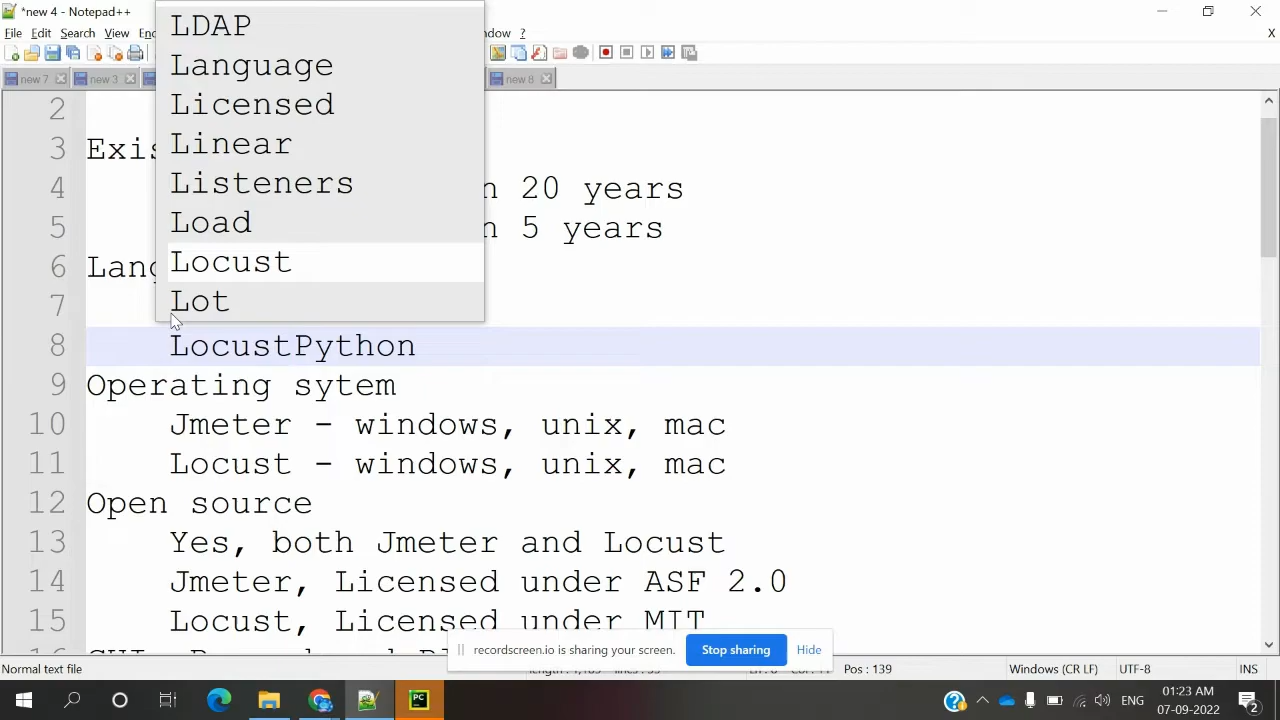 *new 4 - Notepad++
File Edit Search View ndow ? X
new 7 new 3 new 8
LDAP
Language
Licensed
Linear
Listeners
Load
Locust
Lot
2
3 Exis
4 n 20 years
5 n 5 years
6 Lang
7
8 LocustPython
9 Operating sytem
10 Jmeter - windows, unix, mac
11 Locust - windows, unix, mac
12 Open source
13 Yes, both Jmeter and Locust
14 Jmeter, Licensed under ASF 2.0
15 Locust, Licensed under MIT
recordscreen.io is sharing your screen. Stop sharing Hide
Normal text file Pos : 139 Windows (CR LF) UTF-8 INS
PC ENG 01:23 AM
07-09-2022 2